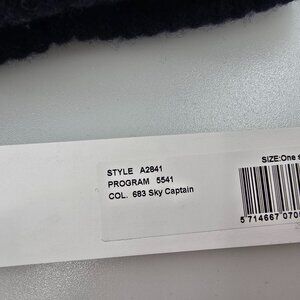 STYLE A2841
PROGRAM 5541
COL. 683 Sky Captain
SIZE:One
5 714667 070